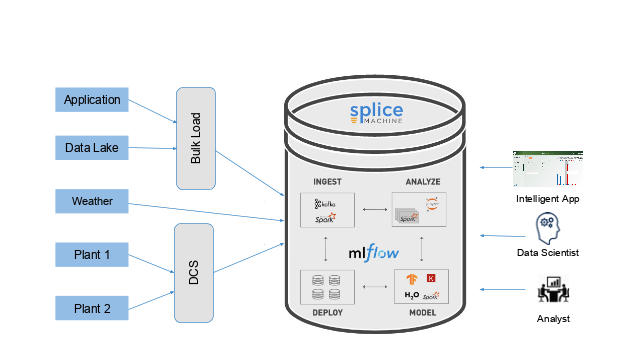 Application
Data Lake
Weather
Plant 1
Plant 2
Bulk Load
DCS
splice
MACHINE
INGEST
ANALYZE
kafka
Spark
Spark
mlflow
H2O
Spark
DEPLOY
MODEL
Intelligent App
Data Scientist
Analyst